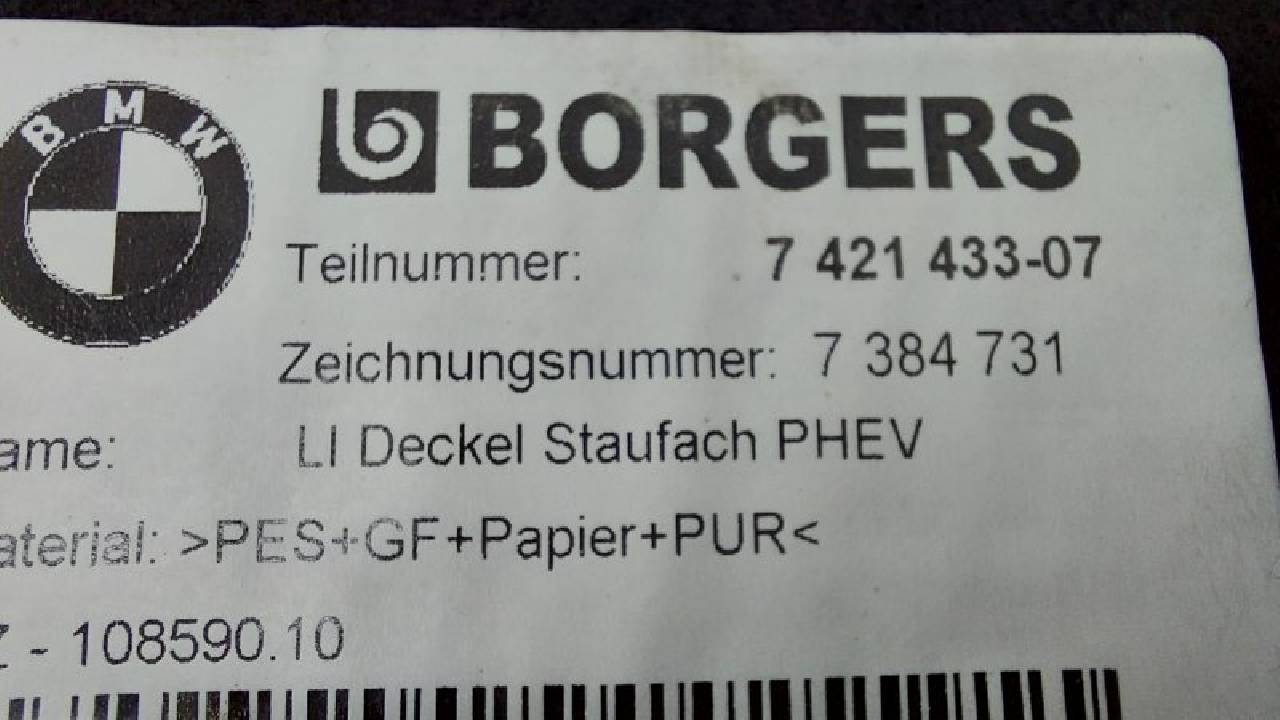 BMW
BORGERS
Teilnummer: 7 421 433-07
Zeichnungsnummer: 7 384 731
ame: LI Deckel Staufach PHEV
aterial: >PES+GF+Papier+PUR<
Z - 108590.10